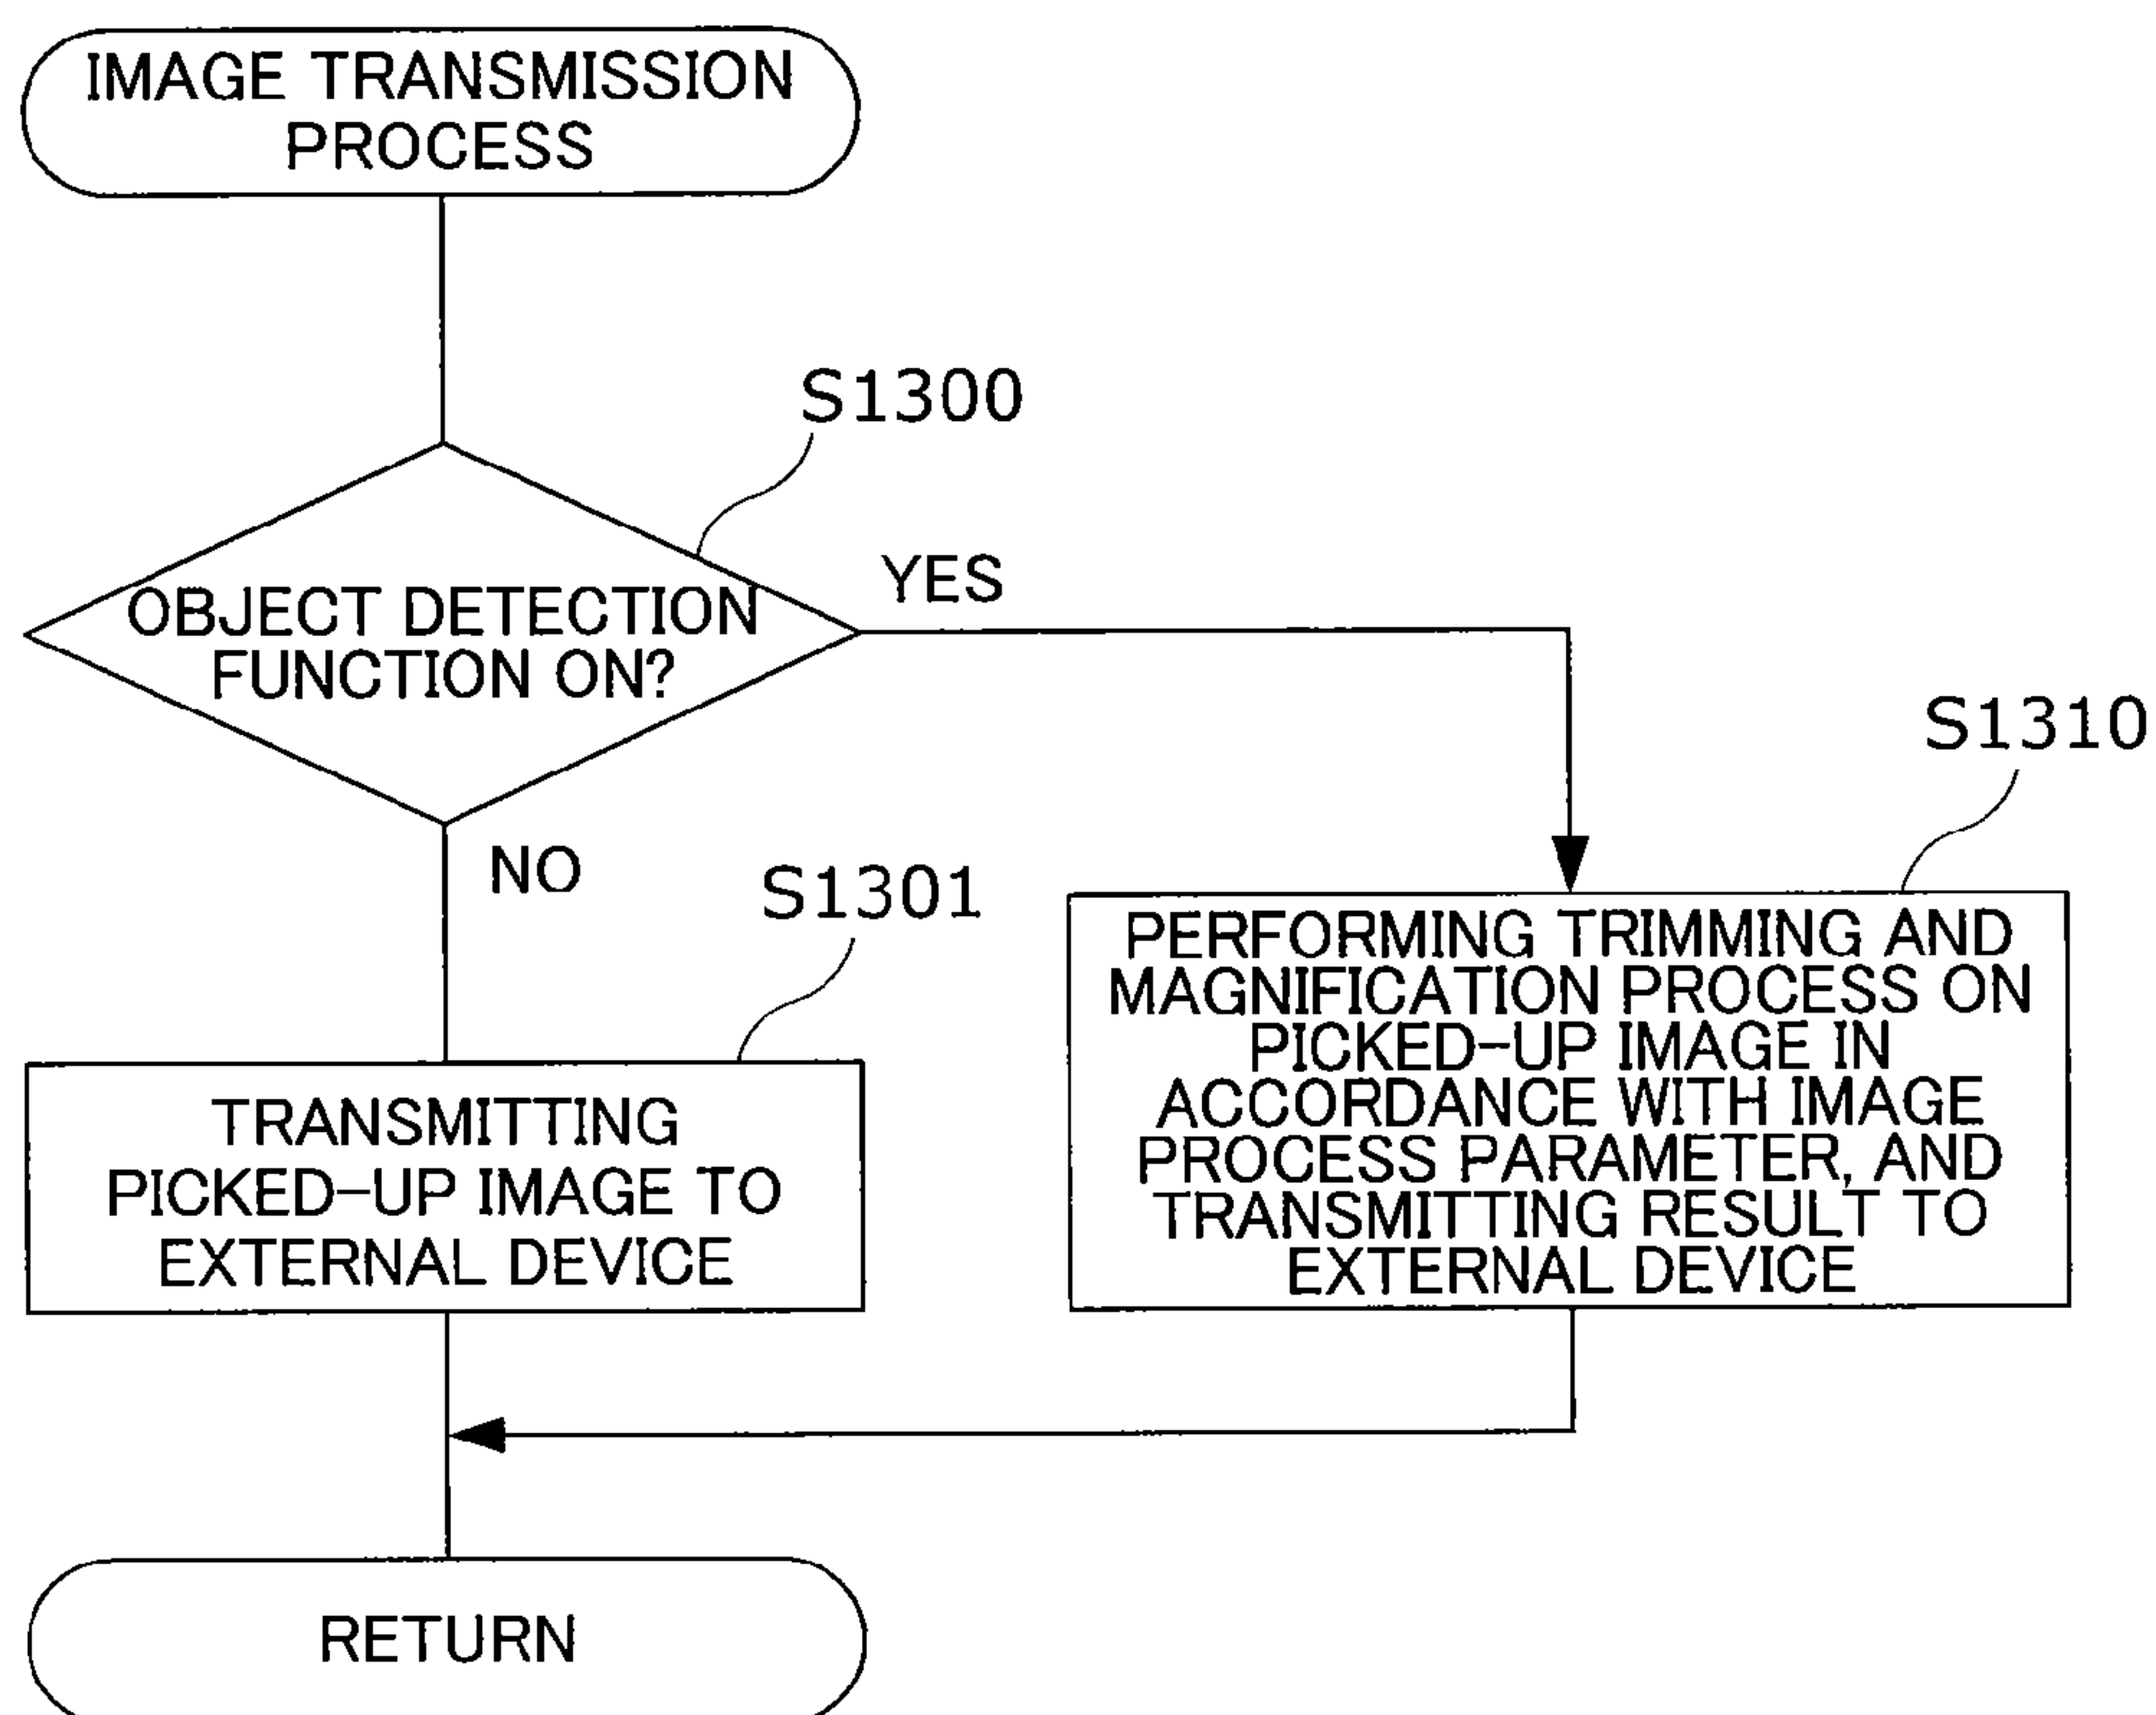 IMAGE TRANSMISSION
PROCESS
S1300
YES
OBJECT DETECTION
FUNCTION ON?
NO
S1301
TRANSMITTING
PICKED-UP IMAGE TO
EXTERNAL DEVICE
S1310
PERFORMING TRIMMING AND
MAGNIFICATION PROCESS ON
PICKED-UP IMAGE IN
ACCORDANCE WITH IMAGE
PROCESS PARAMETER, AND
TRANSMITTING RESULT TO
EXTERNAL DEVICE
RETURN